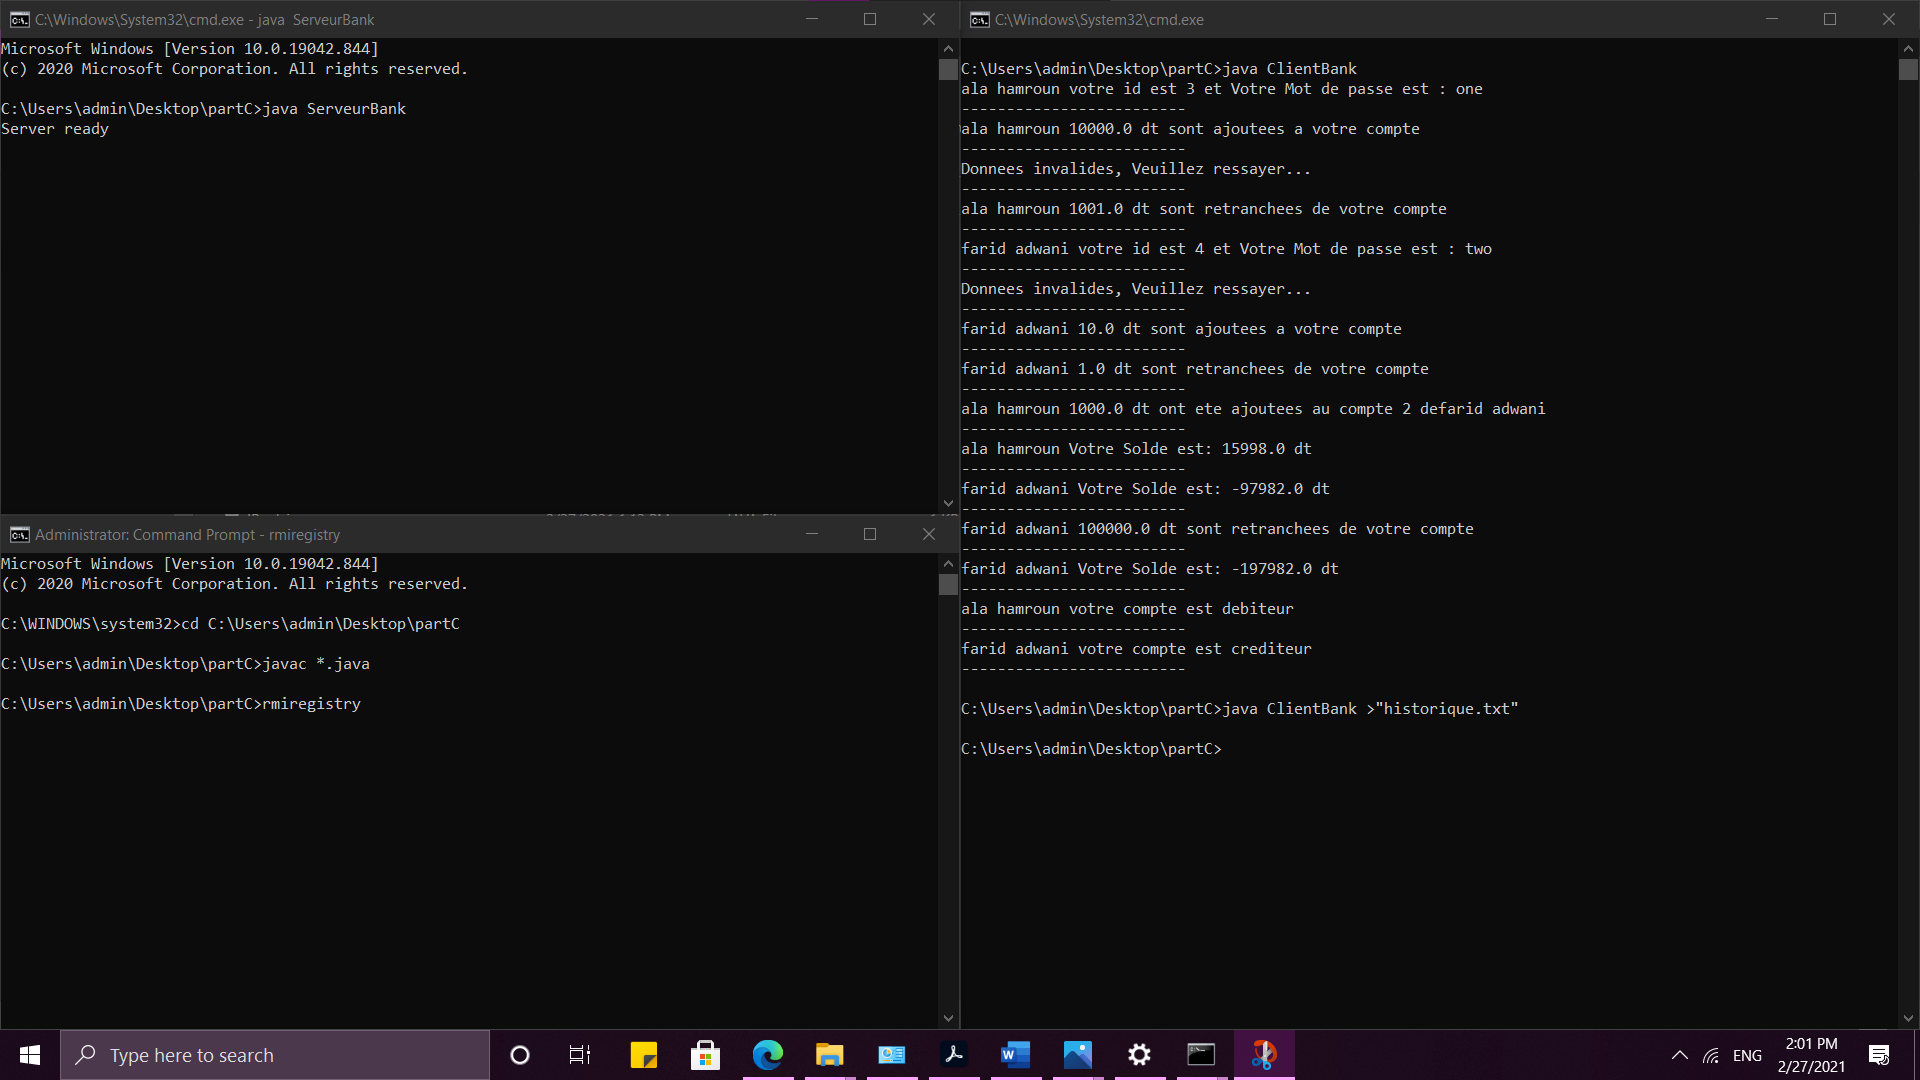 C:\Windows\System32\cmd.exe - java  ServeurBank
Microsoft Windows [Version 10.0.19042.844]
(c) 2020 Microsoft Corporation. All rights reserved.
C:\Users\admin\Desktop\partC>java ServeurBank
Server ready
Administrator: Command Prompt - rmiregistry
Microsoft Windows [Version 10.0.19042.844]
(c) 2020 Microsoft Corporation. All rights reserved.
C:\WINDOWS\system32>cd C:\Users\admin\Desktop\partC
C:\Users\admin\Desktop\partC>javac *.java
C:\Users\admin\Desktop\partC>rmiregistry
C:\Windows\System32\cmd.exe
C:\Users\admin\Desktop\partC>java ClientBank
ala hamroun votre id est 3 et Votre Mot de passe est : one
-------------------------
ala hamroun 10000.0 dt sont ajoutees a votre compte
-------------------------
Donnees invalides, Veuillez ressayer...
-------------------------
ala hamroun 1001.0 dt sont retranchees de votre compte
-------------------------
farid adwani votre id est 4 et Votre Mot de passe est : two
-------------------------
Donnees invalides, Veuillez ressayer...
-------------------------
farid adwani 10.0 dt sont ajoutees a votre compte
-------------------------
farid adwani 1.0 dt sont retranchees de votre compte
-------------------------
ala hamroun 1000.0 dt ont ete ajoutees au compte 2 defarid adwani
-------------------------
ala hamroun Votre Solde est: 15998.0 dt
-------------------------
farid adwani Votre Solde est: -97982.0 dt
-------------------------
farid adwani 100000.0 dt sont retranchees de votre compte
-------------------------
farid adwani Votre Solde est: -197982.0 dt
-------------------------
ala hamroun votre compte est debiteur
-------------------------
farid adwani votre compte est crediteur
-------------------------
C:\Users\admin\Desktop\partC>java ClientBank >"historique.txt"
C:\Users\admin\Desktop\partC>
Type here to search
ENG
2:01 PM
2/27/2021